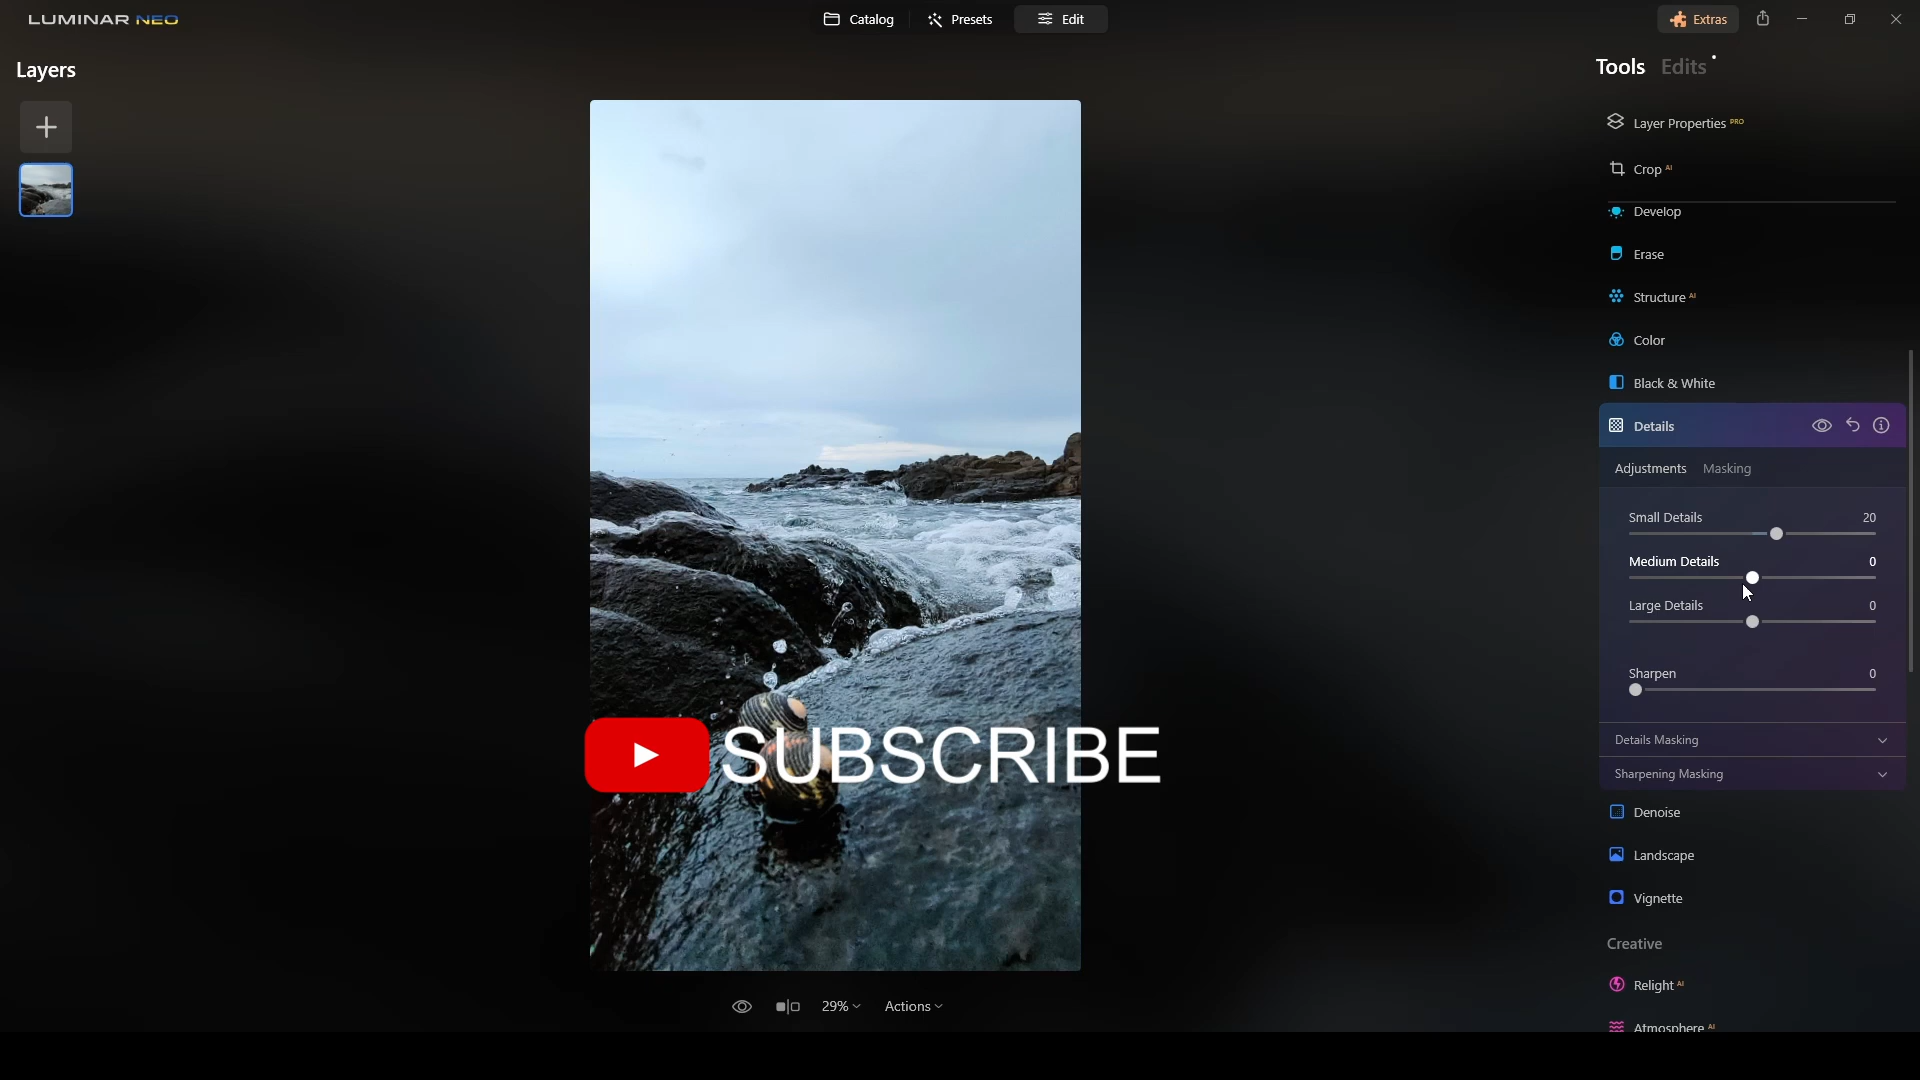 LUMINAR NEO
Catalog
Presets
Edit
Extras
Layers
Tools Edits
Layer Properties PRO
Crop AI
Develop
Erase
Structure AI
Color
Black & White
Details
Adjustments Masking
Small Details 20
Medium Details 0
Large Details 0
Sharpen 0
Details Masking
Sharpening Masking
Denoise
Landscape
Vignette
Creative
Relight AI
Atmosphere AI
SUBSCRIBE
29%
Actions